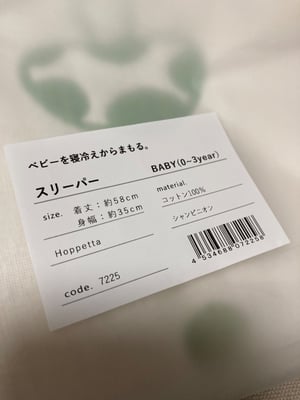 ベビーを寝冷えからまもる。
スリーパー
BABY(0~3year)
size. 着丈:約58cm
身幅:約35cm
material.
コットン100%
Hoppetta
シャンピニオン
code. 7225
4 534688 072258